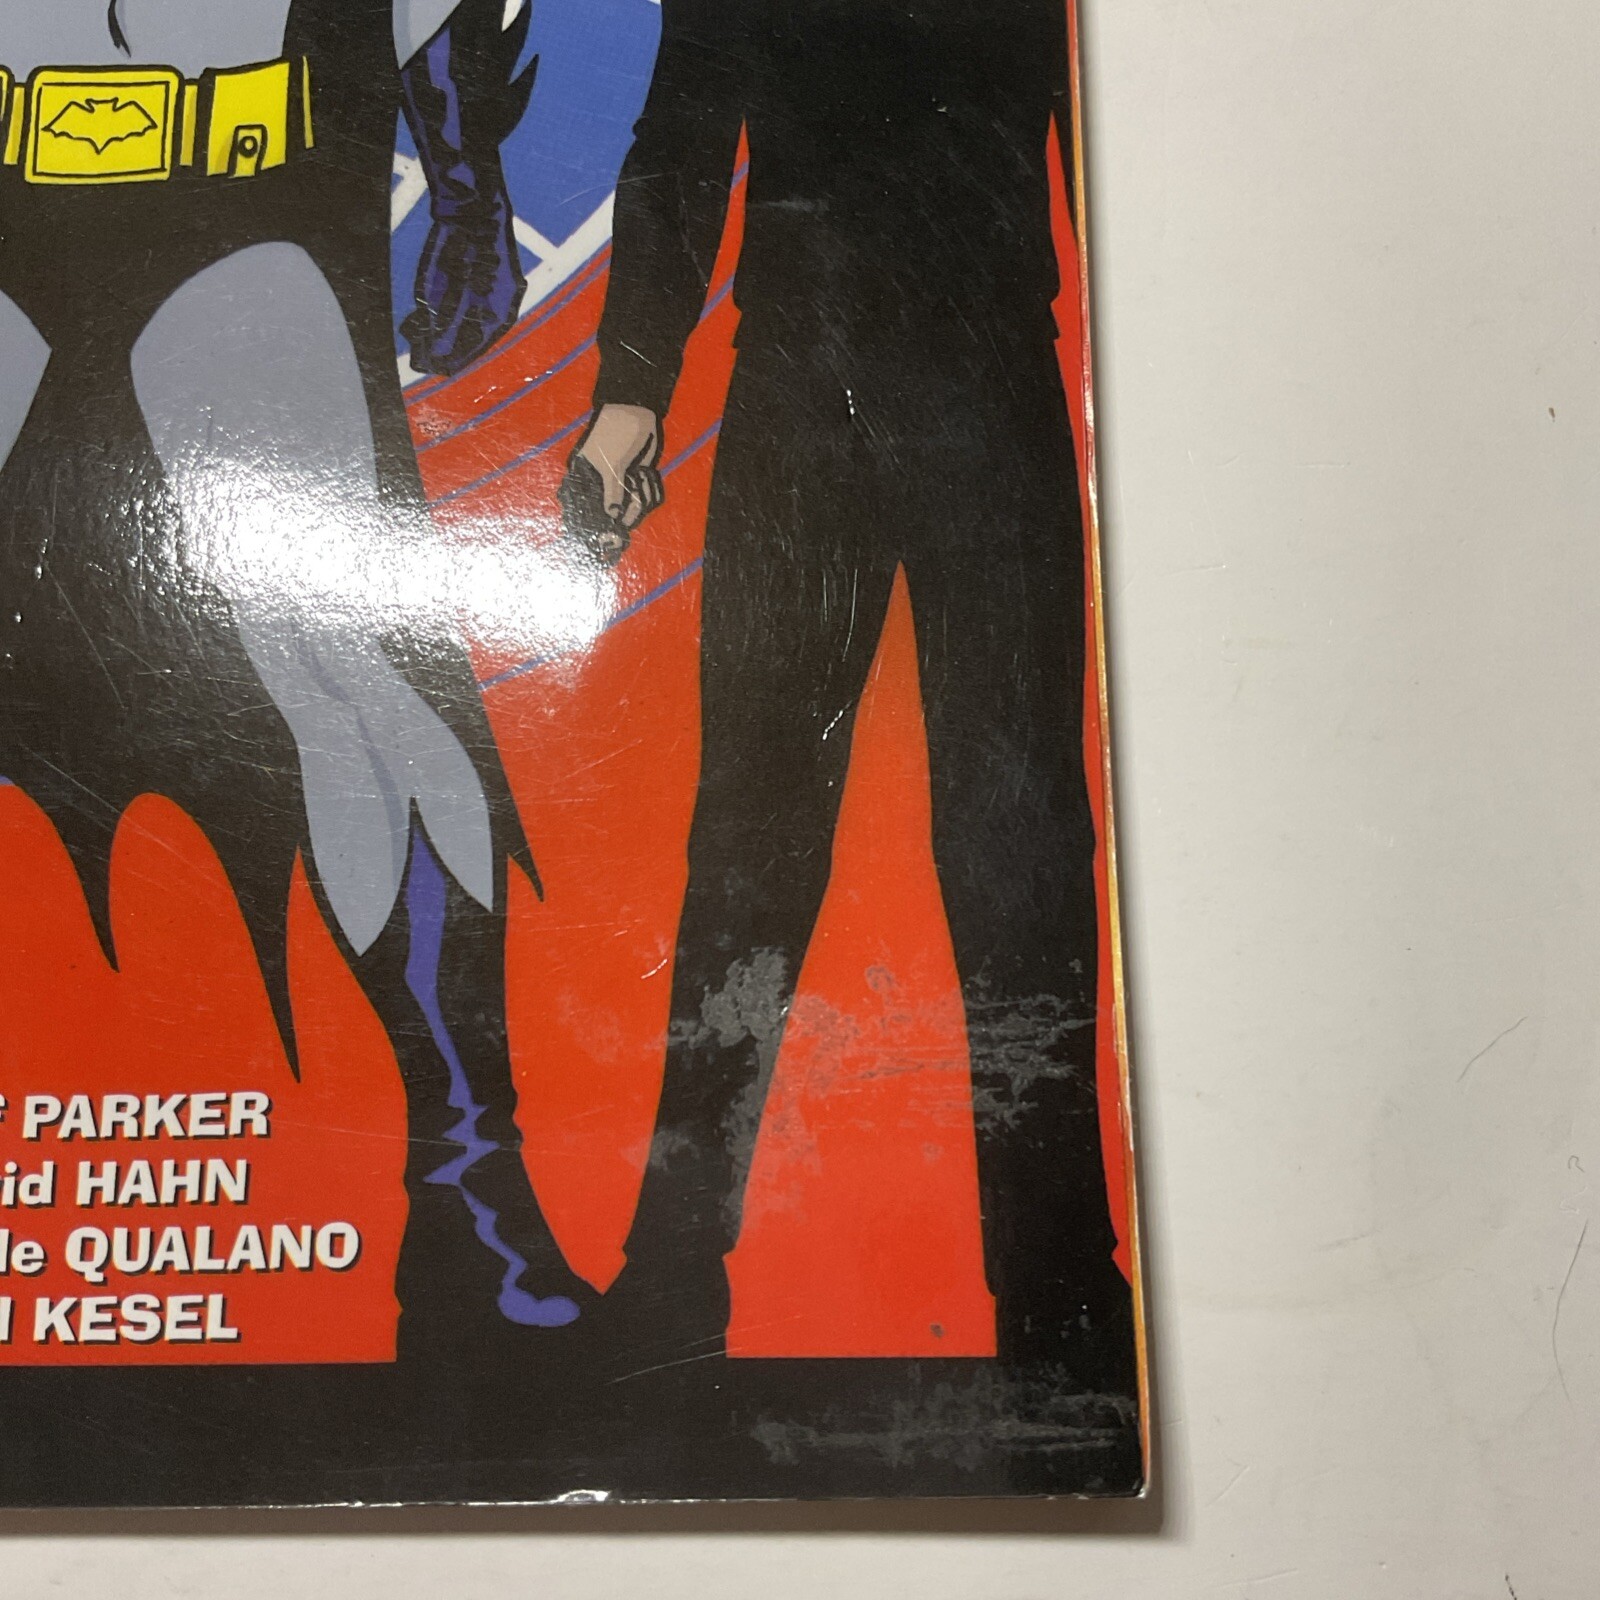 PARKER
id HAHN
le QUALANO
KESEL